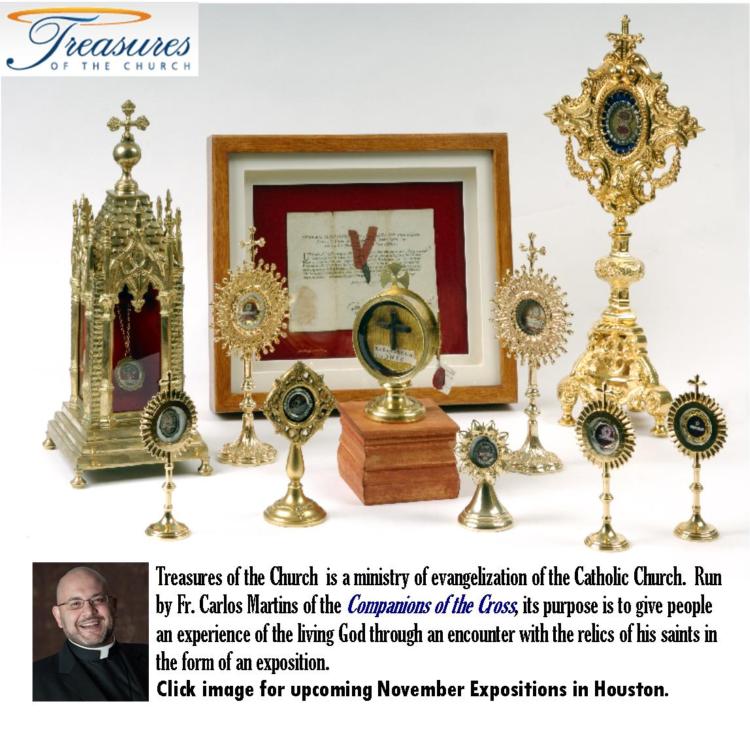 Treasures
OF THE CHURCH
Treasures of the Church is a ministry of evangelization of the Catholic Church. Run
by Fr. Carlos Martins of the Companions of the Cross, its purpose is to give people
an experience of the living God through an encounter with the relics of his saints in
the form of an exposition.
Click image for upcoming November Expositions in Houston.